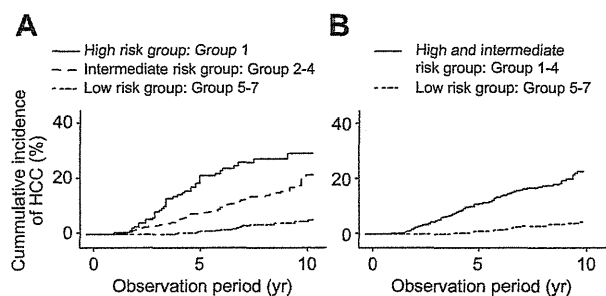 A
High risk group: Group 1
Intermediate risk group: Group 2-4
Low risk group: Group 5-7
Cummulative incidence
of HCC (%)
40
20
0
0
5
10
Observation period (yr)
B
High and intermediate
risk group: Group 1-4
Low risk group: Group 5-7
40
20
0
0
5
10
Observation period (yr)